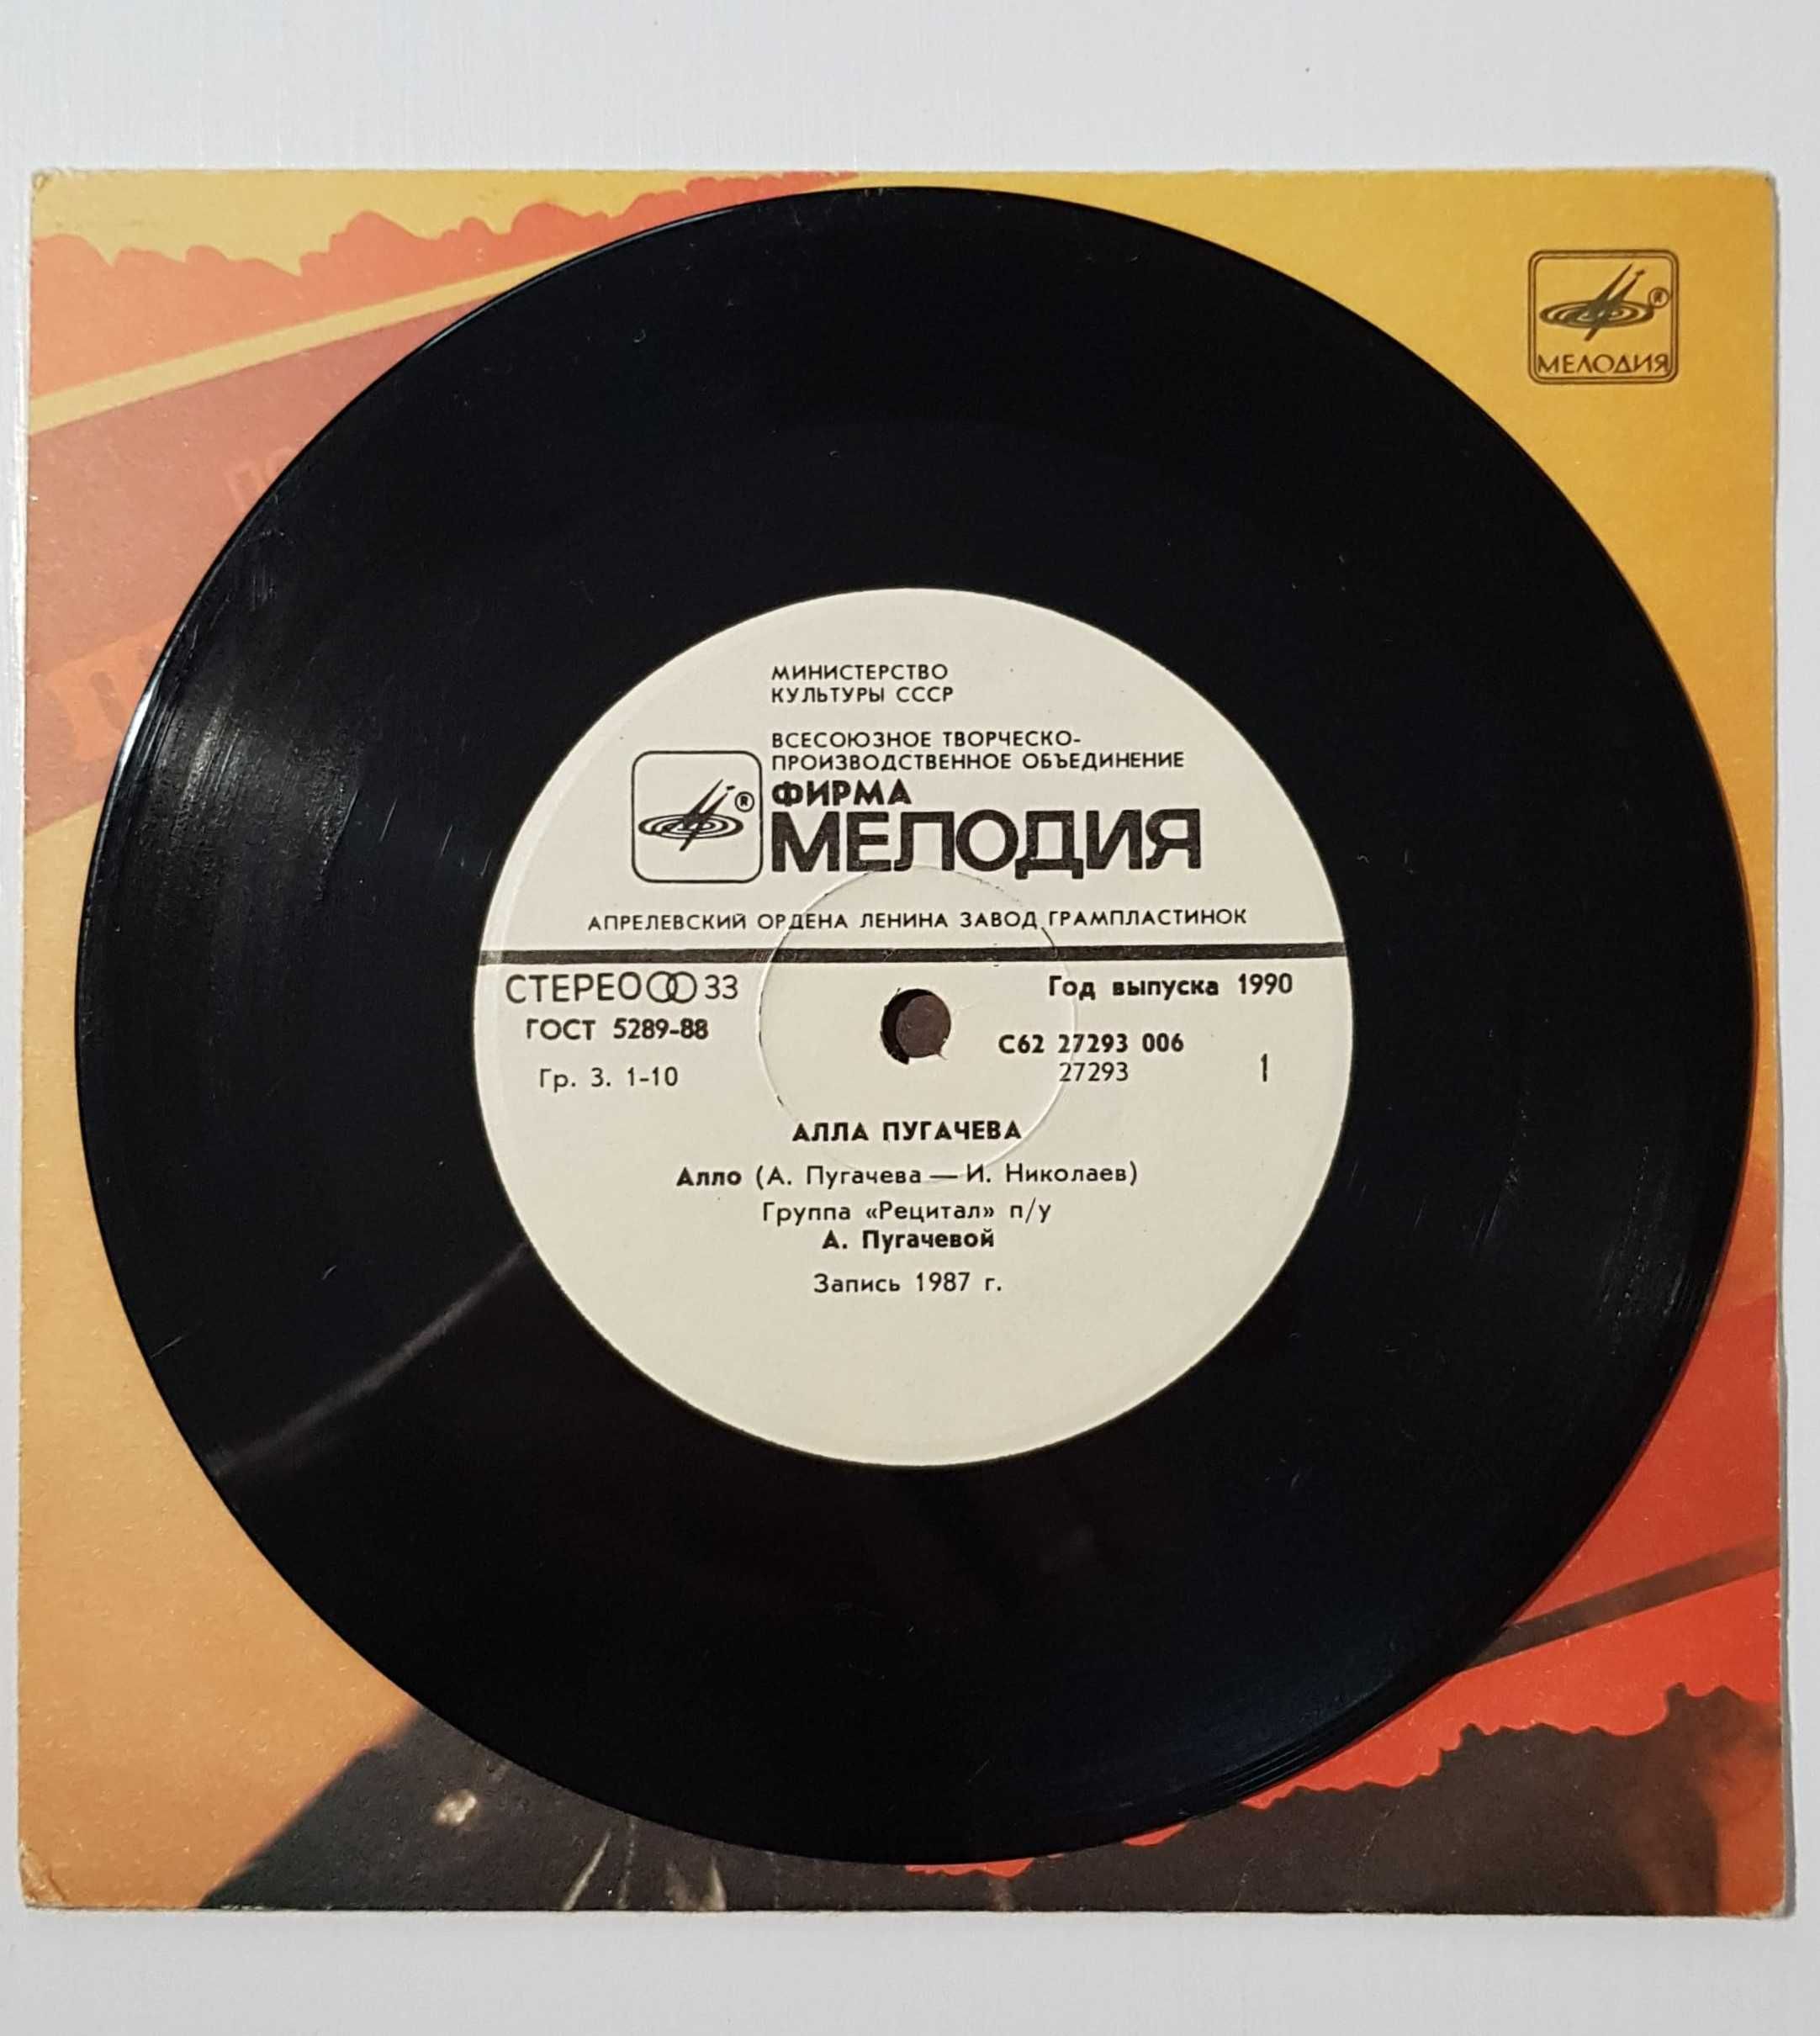 ® МЕЛОДИЯ
МИНИСТЕРСТВО
КУЛЬТУРЫ СССР
ВСЕСОЮЗНОЕ ТВОРЧЕСКО-
ПРОИЗВОДСТВЕННОЕ ОБЪЕДИНЕНИЕ
® ФИРМА
МЕЛОДИЯ
АПРЕЛЕВСКИЙ ОРДЕНА ЛЕНИНА ЗАВОД ГРАМПЛАСТИНОК
СТЕРЕО 33 Год выпуска 1990
ГОСТ 5289-88 С62 27293 006
Гр. 3. 1-10 27293 1
АЛЛА ПУГАЧЕВА
Алло (А. Пугачева — И. Николаев)
Группа «Рецитал» п/у
А. Пугачевой
Запись 1987 г.